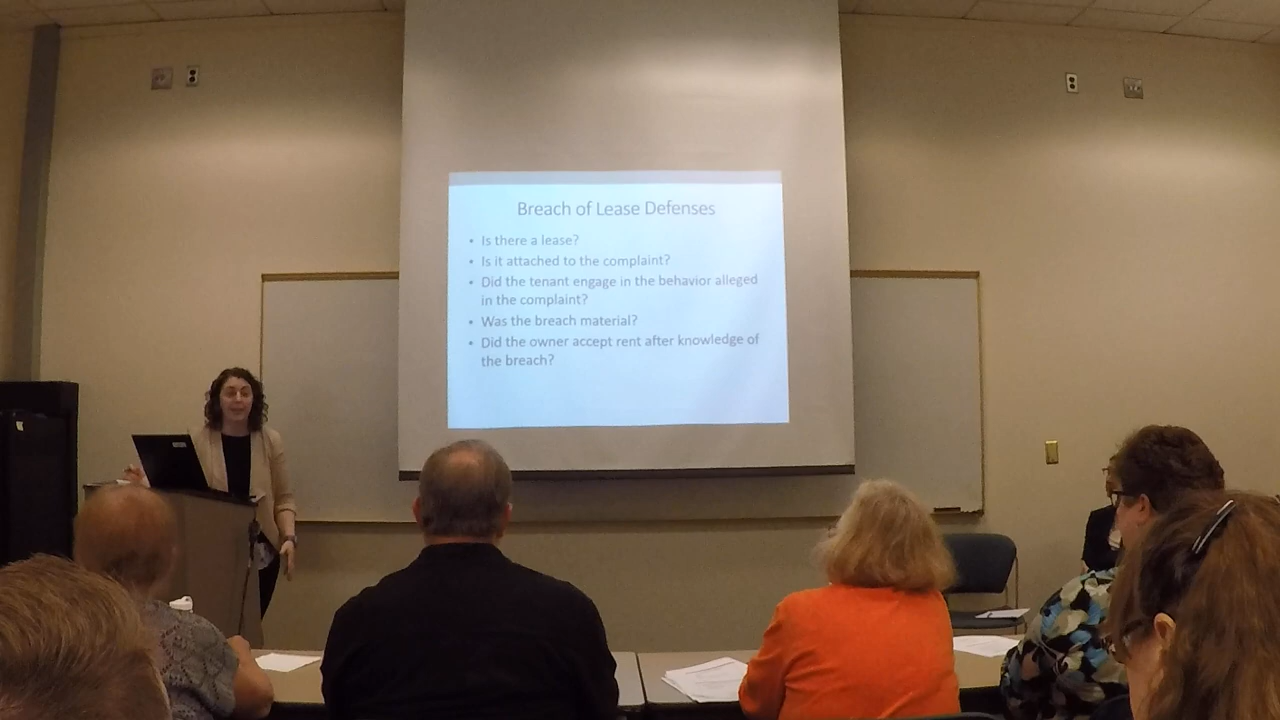 Breach of Lease Defenses
• Is there a lease?
• Is it attached to the complaint?
• Did the tenant engage in the behavior alleged
in the complaint?
• Was the breach material?
• Did the owner accept rent after knowledge of
the breach?